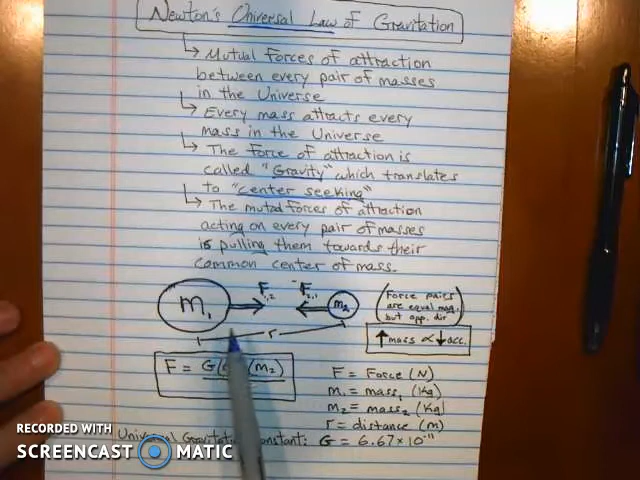 Newton's Universal Law of Gravitation
↳ Mutual forces of attraction
between every pair of masses
in the Universe
↳ Every mass attracts every
mass in the Universe
↳ The force of attraction is
called "Gravity" which translates
to "center seeking"
↳ The mutual forces of attraction
acting on every pair of masses
is pulling them towards their
common center of mass.
m₁ F₁,₂ -F₂,₁ m₂
(Force pairs
are equal mag.
but opp. dir)
r
↑mass ∝ ↓acc.
F = G( (m₂)
F = Force (N)
m₁ = mass₁ (Kg)
m₂ = mass₂ (Kg)
r = distance (m)
Universal Gravitation Constant: G = 6.67×10⁻¹¹
RECORDED WITH
SCREENCAST MATIC